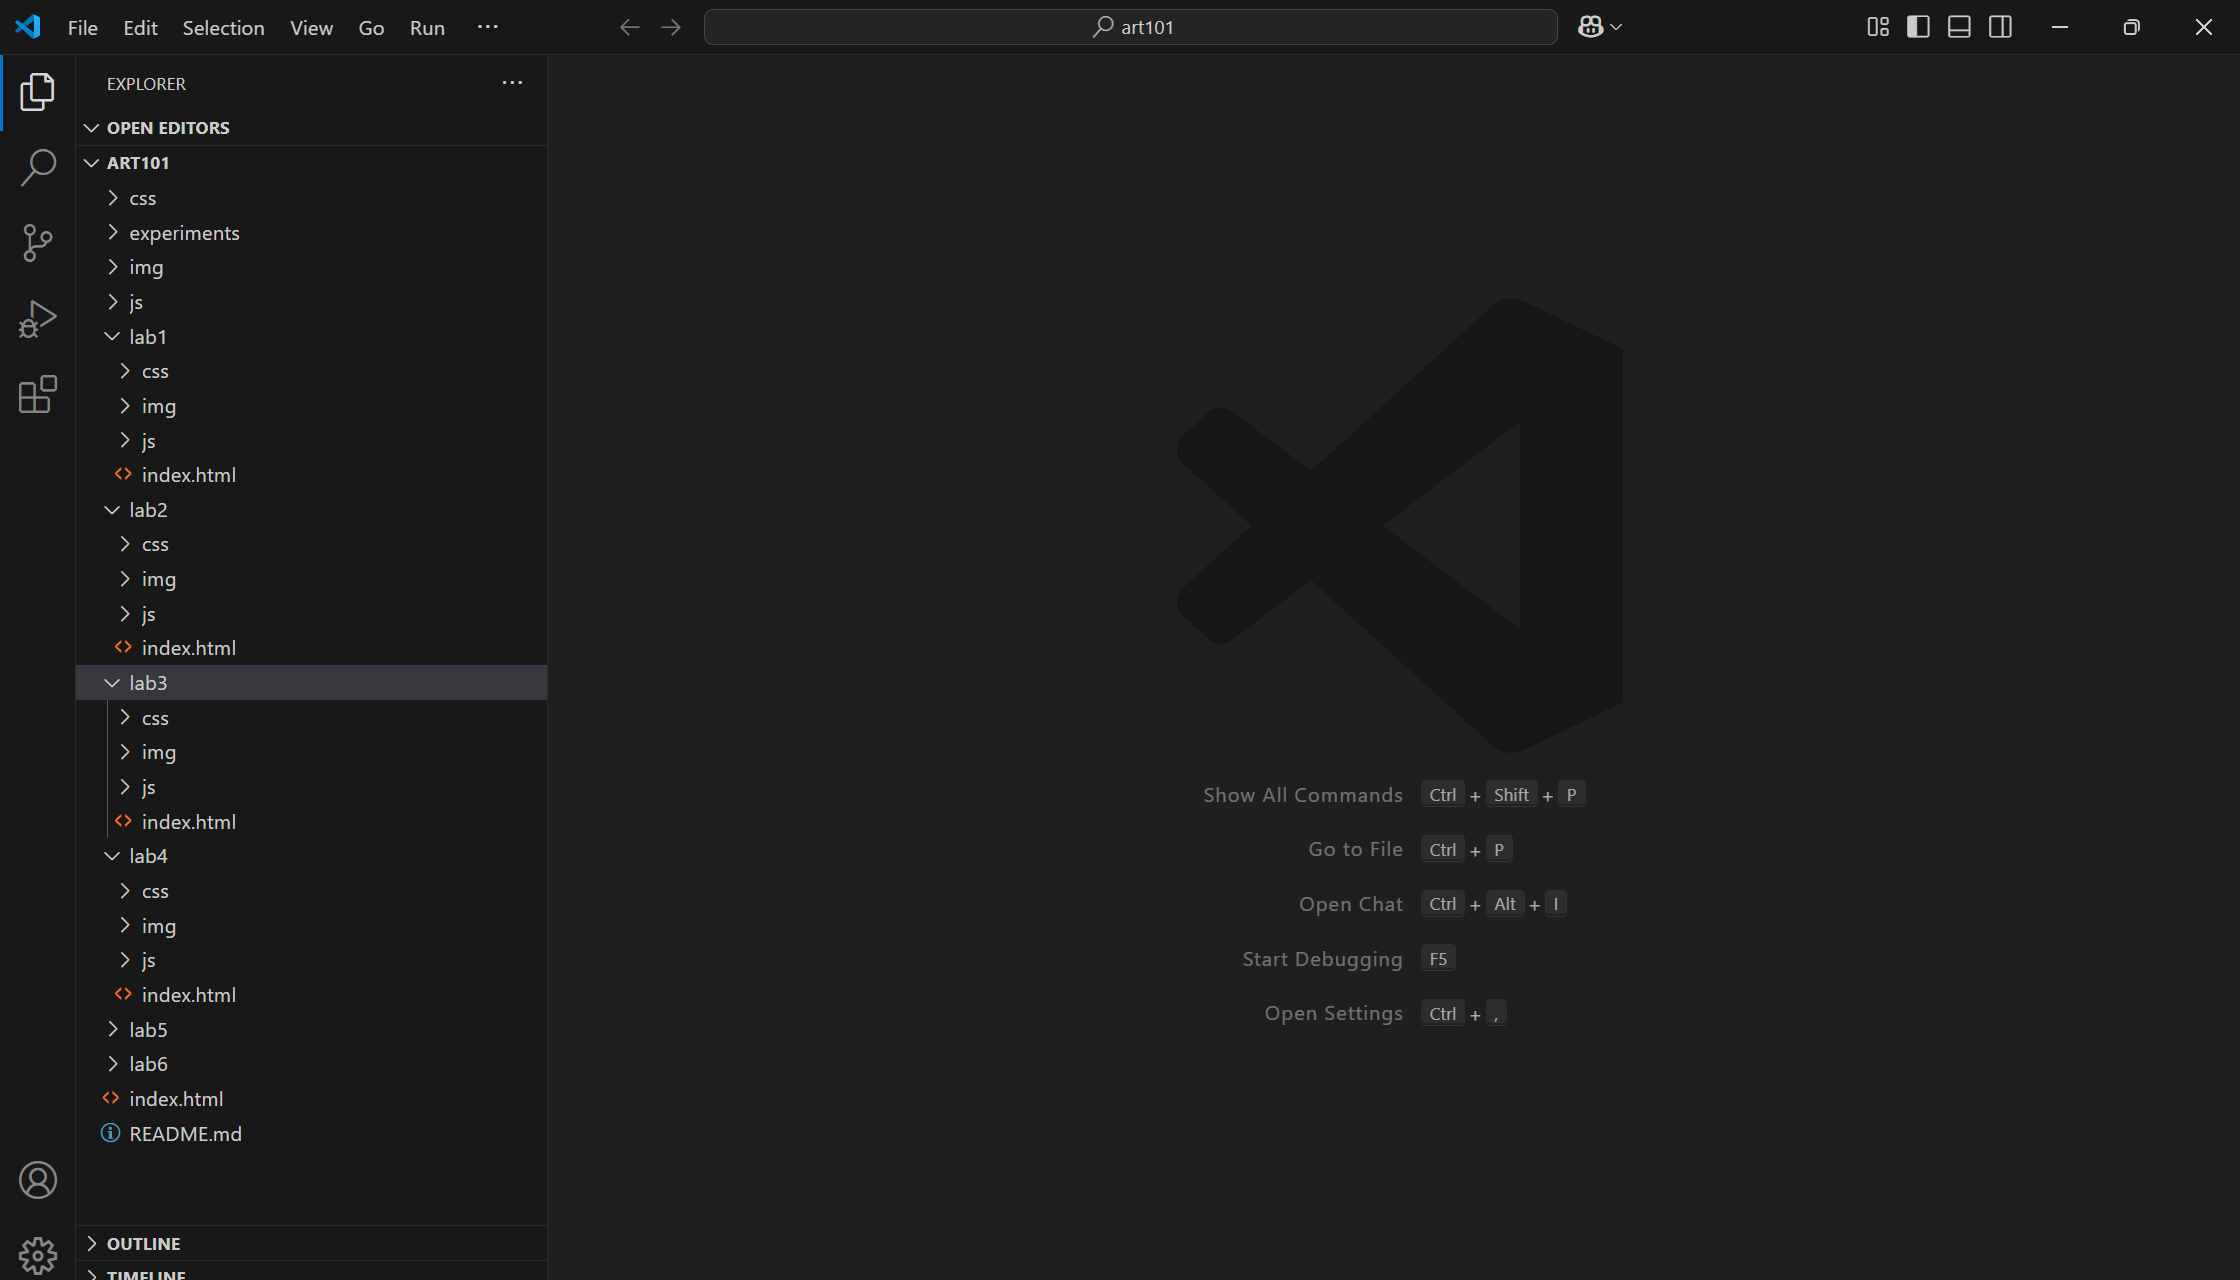 File Edit Selection View Go Run ...
art101
EXPLORER
OPEN EDITORS
ART101
css
experiments
img
js
lab1
css
img
js
index.html
lab2
css
img
js
index.html
lab3
css
img
js
index.html
lab4
css
img
js
index.html
lab5
lab6
index.html
README.md
OUTLINE
TIMELINE
Show All Commands Ctrl + Shift + P
Go to File Ctrl + P
Open Chat Ctrl + Alt + I
Start Debugging F5
Open Settings Ctrl + ,